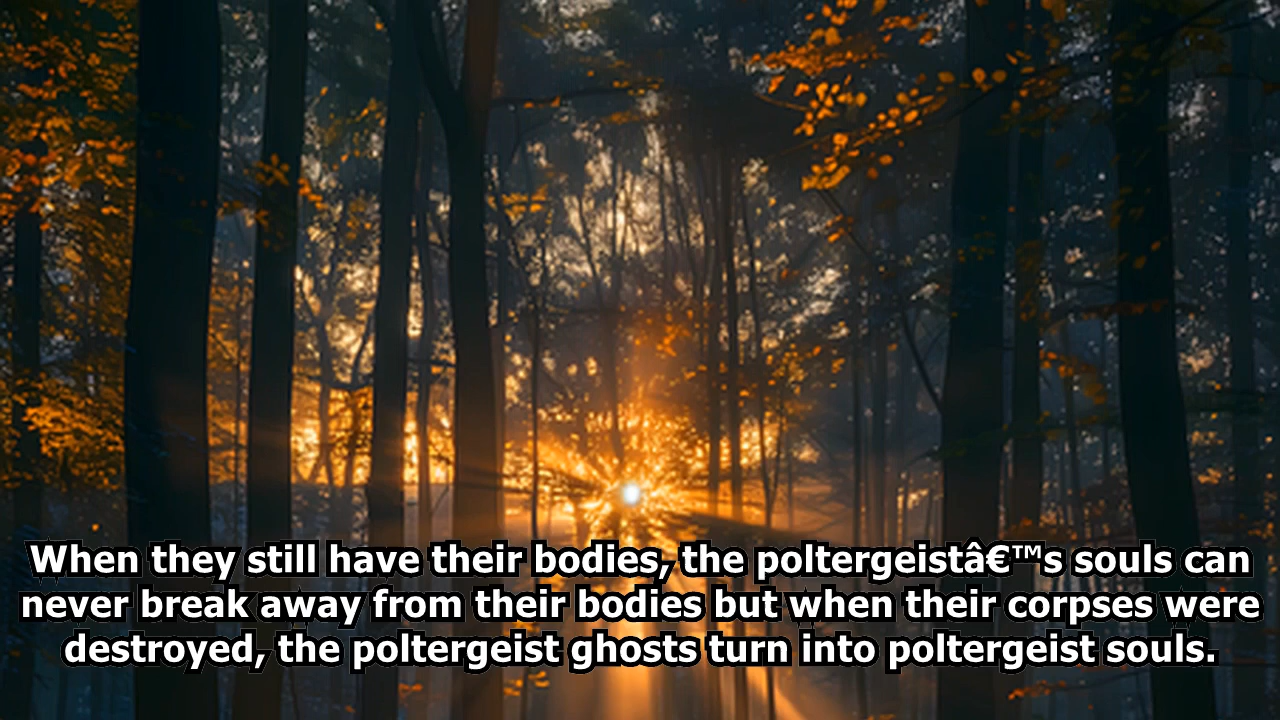 When they still have their bodies, the poltergeistâ€™s souls can
never break away from their bodies but when their corpses were
destroyed, the poltergeist ghosts turn into poltergeist souls.